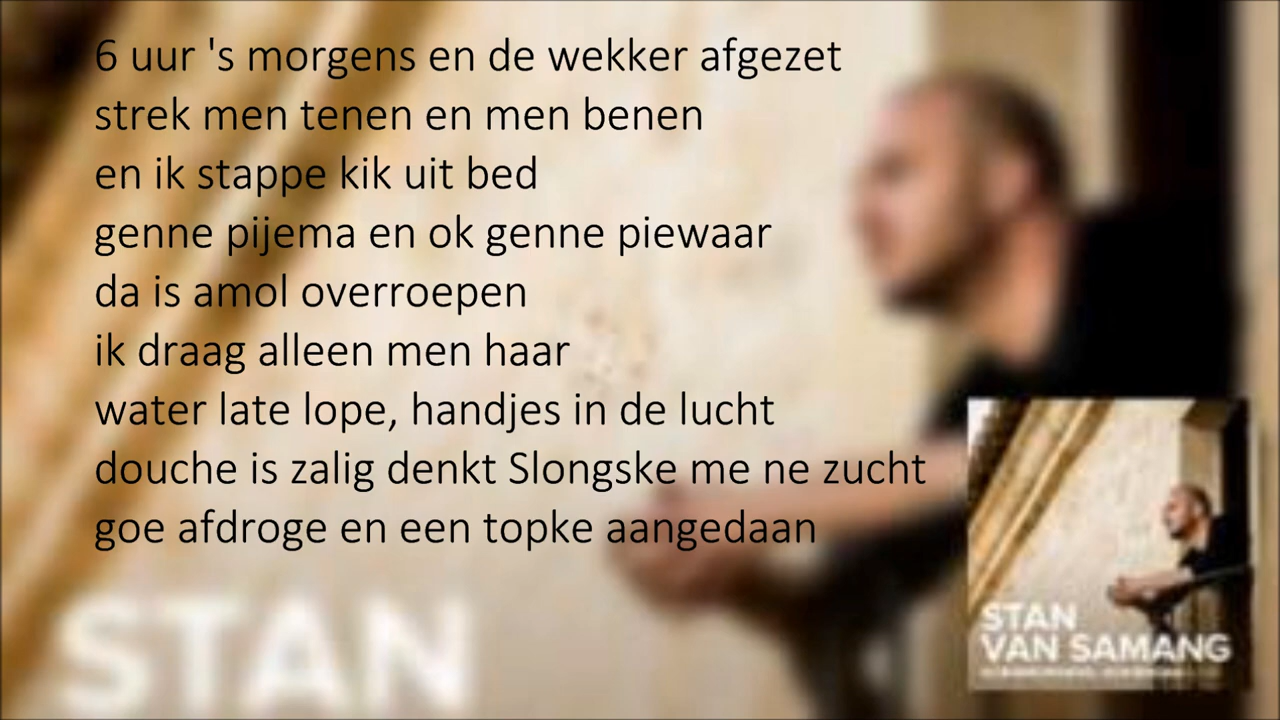 6 uur 's morgens en de wekker afgezet
strek men tenen en men benen
en ik stappe kik uit bed
genne pijema en ok genne piewaar
da is amol overroepen
ik draag alleen men haar
water late lope, handjes in de lucht
douche is zalig denkt Slongske me ne zucht
goe afdroge en een topke aangedaan
STAN
STAN
VAN SAMANG